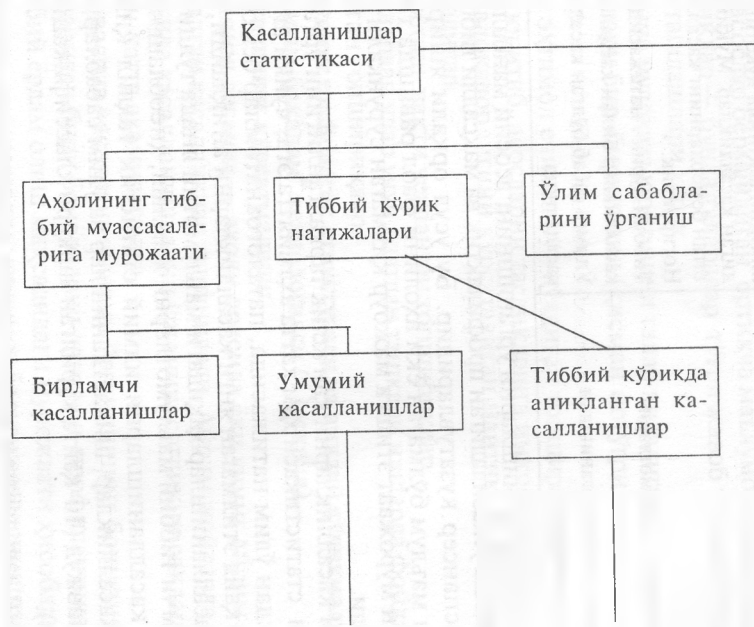 Касалланишлар
статистикаси
Аҳолининг тиб-
бий муассасала-
рига мурожаати
Тиббий кўрик
натижалари
Ўлим сабабла-
рини ўрганиш
Бирламчи
касалланишлар
Умумий
касалланишлар
Тиббий кўрикда
аниқланган ка-
салланишлар